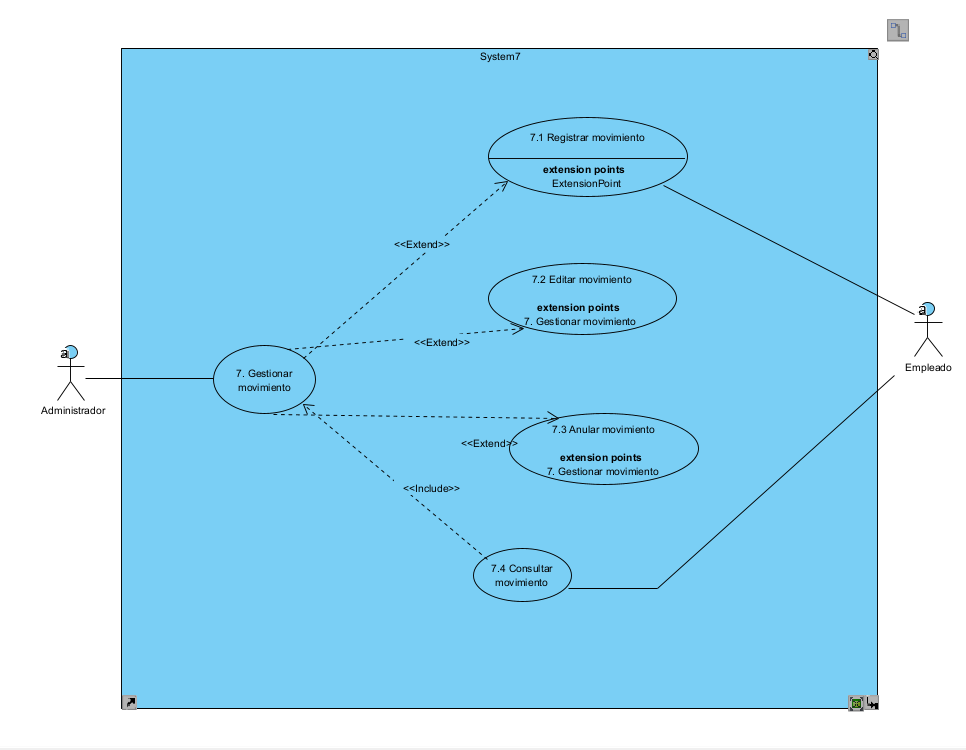 System7
7.1 Registrar movimiento
extension points
ExtensionPoint
<<Extend>>
7.2 Editar movimiento
extension points
7. Gestionar movimiento
<<Extend>>
a
Empleado
a
Administrador
7. Gestionar
movimiento
7.3 Anular movimiento
<<Extend>>
extension points
7. Gestionar movimiento
<<Include>>
7.4 Consultar
movimiento